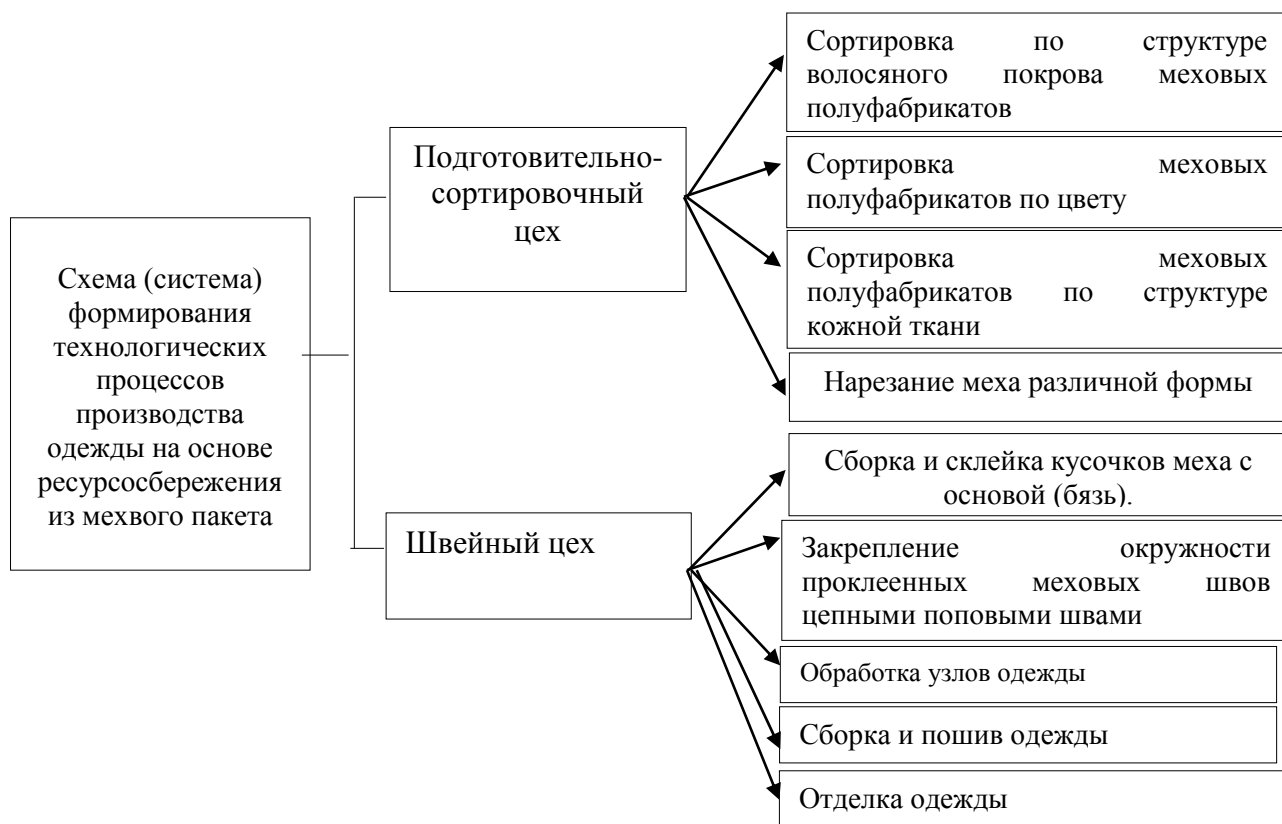 Схема (система)
формирования
технологических
процессов
производства
одежды на основе
ресурсосбережения
из мехвого пакета
Подготовительно-
сортировочный
цех
Сортировка по структуре
волосяного покрова меховых
полуфабрикатов
Сортировка меховых
полуфабрикатов по цвету
Сортировка меховых
полуфабрикатов по структуре
кожной ткани
Нарезание меха различной формы
Швейный цех
Сборка и склейка кусочков меха с
основой (бязь).
Закрепление окружности
проклеенных меховых швов
цепными поповыми швами
Обработка узлов одежды
Сборка и пошив одежды
Отделка одежды